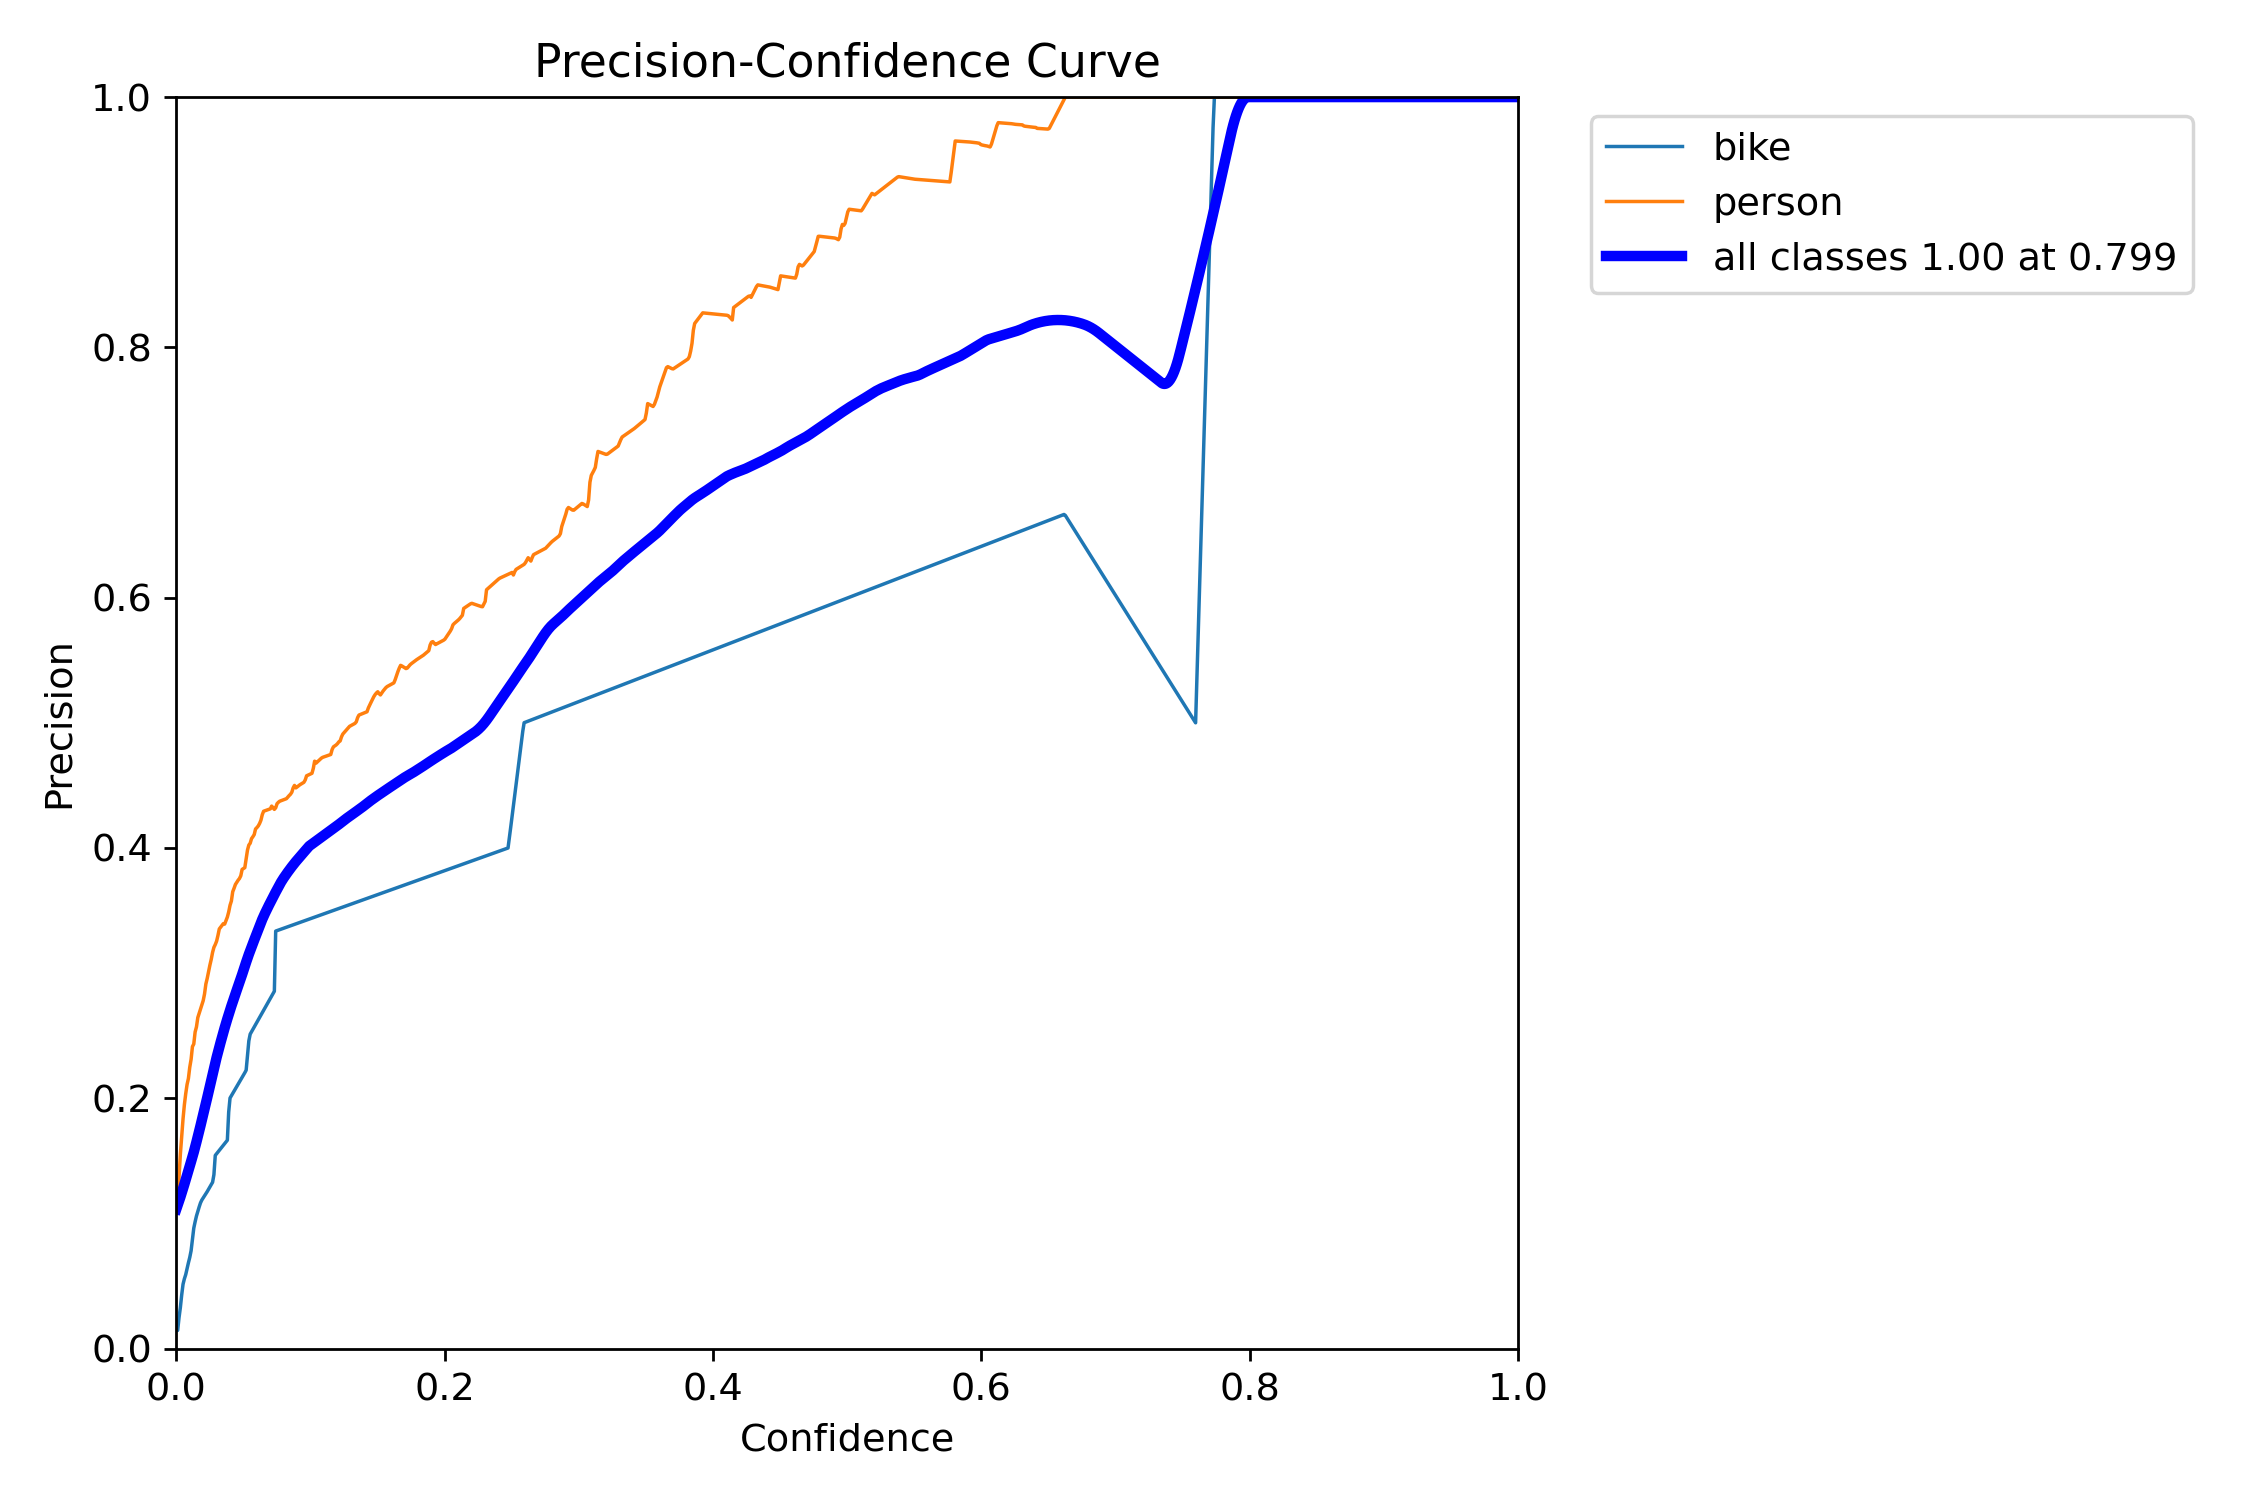 Precision-Confidence Curve
1.0
0.8
0.6
0.4
0.2
0.0
Precision
0.0 0.2 0.4 0.6 0.8 1.0
Confidence
bike
person
all classes 1.00 at 0.799